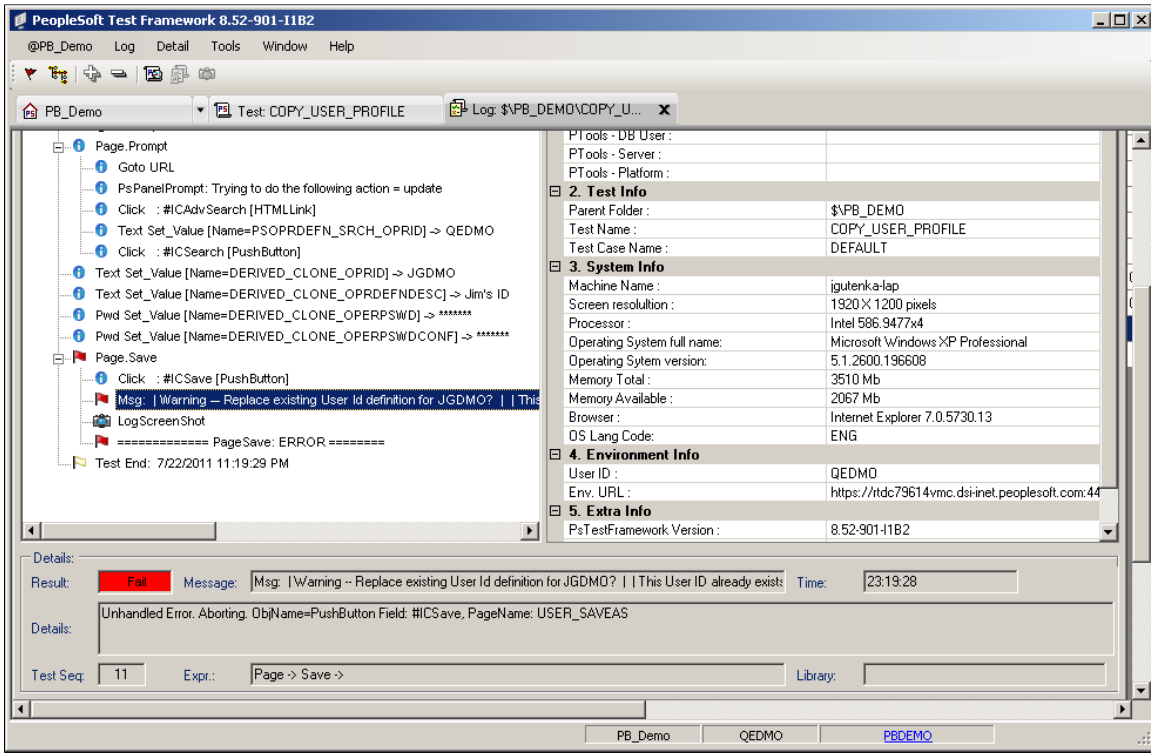 PeopleSoft Test Framework 8.52-901-I1B2
@PB_Demo Log Detail Tools Window Help
PB_Demo Test: COPY_USER_PROFILE Log: $\PB_DEMO\COPY_U... X
Page.Prompt
Goto URL
PsPanelPrompt: Trying to do the following action = update
Click : #ICAdvSearch [HTMLLink]
Text Set_Value [Name=PSOPRDEFN_SRCH_OPRID] -> QEDMO
Click : #ICSearch [PushButton]
Text Set_Value [Name=DERIVED_CLONE_OPRID] -> JGDMO
Text Set_Value [Name=DERIVED_CLONE_OPRDEFNDESC] -> Jim's ID
Pwd Set_Value [Name=DERIVED_CLONE_OPERPSWD] -> *******
Pwd Set_Value [Name=DERIVED_CLONE_OPERPSWDCONF] -> *******
Page.Save
Click : #ICSave [PushButton]
Msg: | Warning -- Replace existing User Id definition for JGDMO? | | This
LogScreenShot
============= PageSave: ERROR ========
Test End: 7/22/2011 11:19:29 PM
PTools - DB User :
PTools - Server :
PTools - Platform :
2. Test Info
Parent Folder : $\PB_DEMO
Test Name : COPY_USER_PROFILE
Test Case Name : DEFAULT
3. System Info
Machine Name : jgutenka-lap
Screen resolultion : 1920 X 1200 pixels
Processor : Intel 586.9477x4
Operating System full name: Microsoft Windows XP Professional
Operating Sytem version: 5.1.2600.196608
Memory Total : 3510 Mb
Memory Available : 2067 Mb
Browser : Internet Explorer 7.0.5730.13
OS Lang Code: ENG
4. Environment Info
User ID : QEDMO
Env. URL : https://rtdc79614vmc.dsi-inet.peoplesoft.com:44
5. Extra Info
PsTestFramework Version : 8.52-901-I1B2
Details:
Result: Fail Message: Msg: | Warning -- Replace existing User Id definition for JGDMO? | | This User ID already exists Time: 23:19:28
Details: Unhandled Error. Aborting. ObjName=PushButton Field: #ICSave, PageName: USER_SAVEAS
Test Seq: 11 Expr.: Page -> Save -> Library:
PB_Demo QEDMO PBDEMO